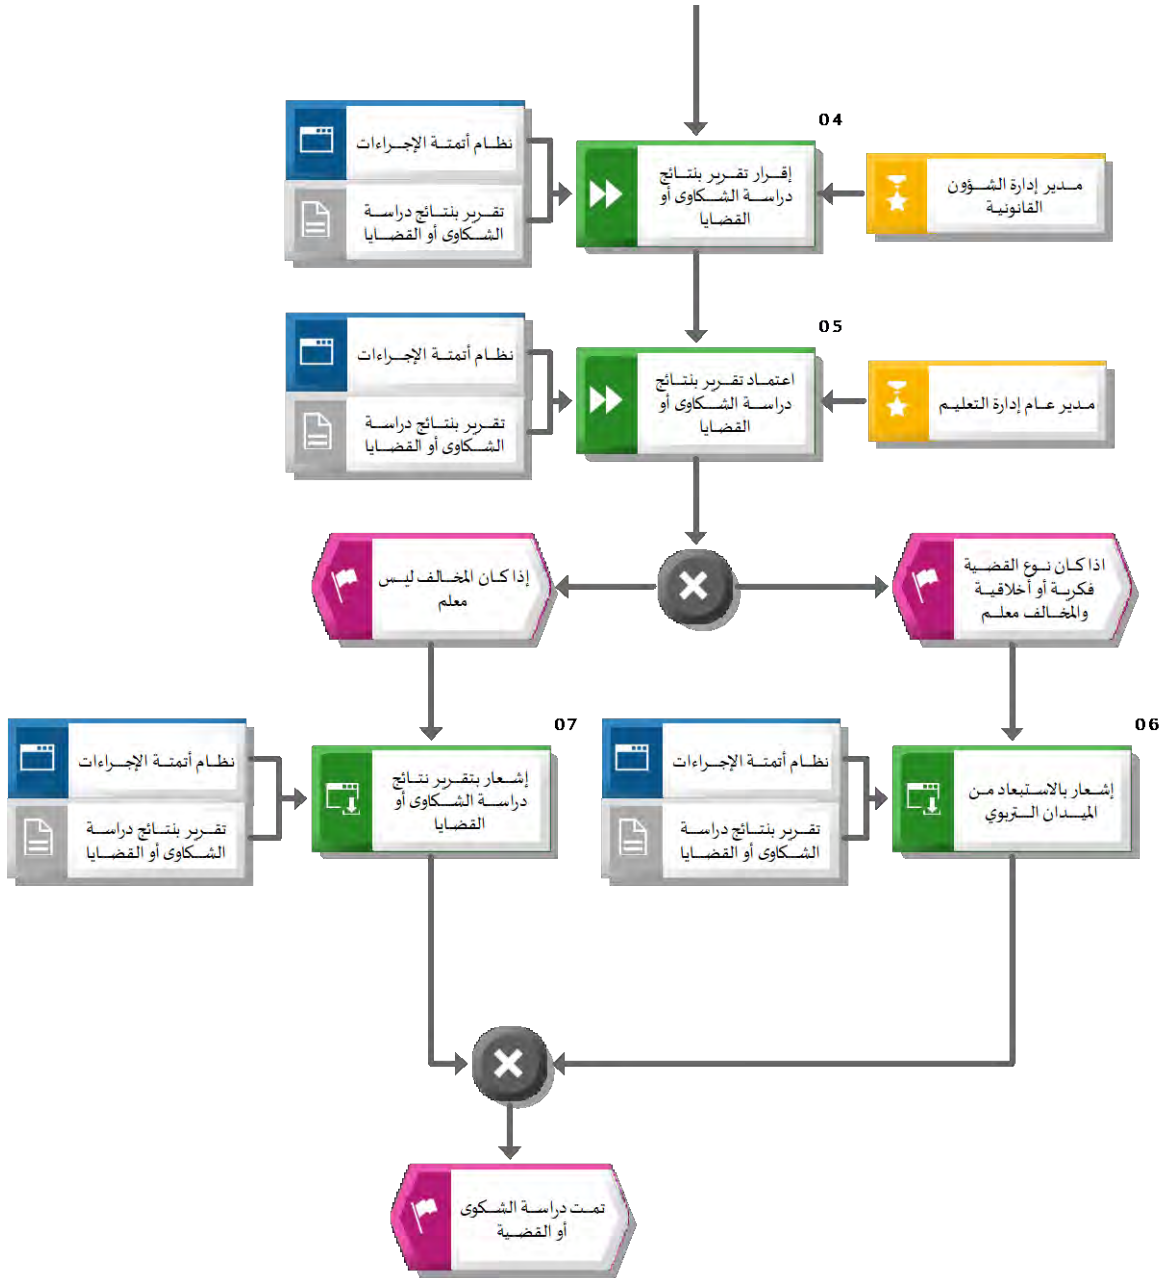 04
نظام أتمتة الإجراءات
تقرير بنتائج دراسة
الشكاوى أو القضايا
إقرار تقرير بنتائج
دراسة الشكاوى أو
القضايا
مدير إدارة الشؤون
القانونية
05
نظام أتمتة الإجراءات
تقرير بنتائج دراسة
الشكاوى أو القضايا
اعتماد تقرير بنتائج
دراسة الشكاوى أو
القضايا
مدير عام إدارة التعليم
اذا كان نوع القضية
فكرية أو أخلاقية
والمخالف معلم
إذا كان المخالف ليس
معلم
06
إشعار بالاستبعاد من
الميدان التربوي
نظام أتمتة الإجراءات
تقرير بنتائج دراسة
الشكاوى أو القضايا
07
إشعار بتقرير نتائج
دراسة الشكاوى أو
القضايا
نظام أتمتة الإجراءات
تقرير بنتائج دراسة
الشكاوى أو القضايا
تمت دراسة الشكوى
أو القضية